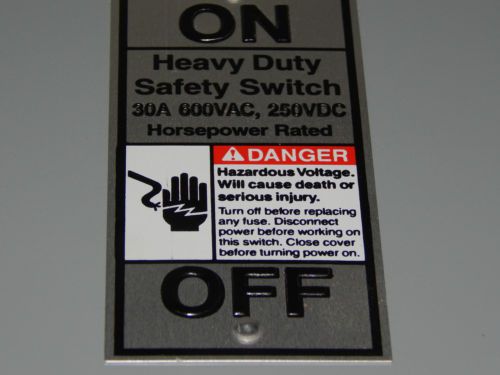 ON
Heavy Duty
Safety Switch
30A 600VAC, 250VDC
Horsepower Rated
DANGER
Hazardous Voltage.
Will cause death or
serious injury.
Turn off before replacing
any fuse. Disconnect
power before working on
this switch. Close cover
before turning power on.
OFF